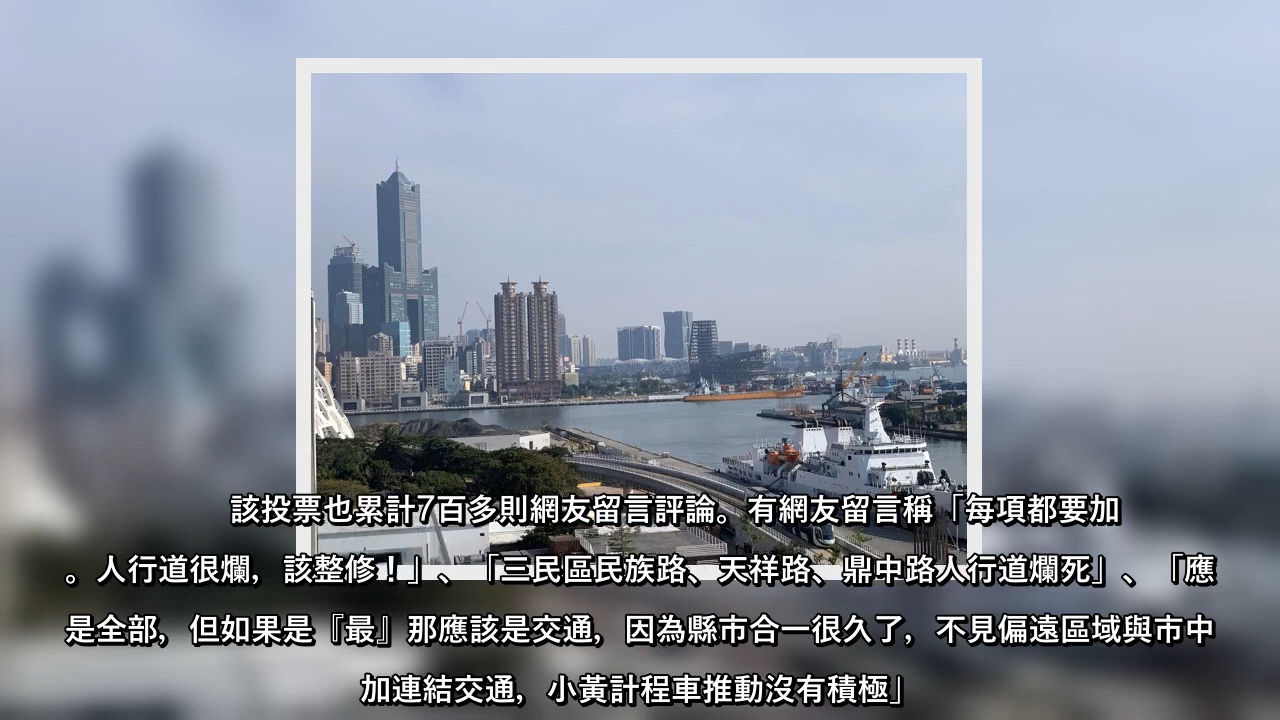 該投票也累計7百多則網友留言評論。有網友留言稱「每項都要加
。人行道很爛，該整修！」、「三民區民族路、天祥路、鼎中路人行道爛死」、「應
是全部，但如果是『最』那應該是交通，因為縣市合一很久了，不見偏遠區域與市中
加連結交通，小黃計程車推動沒有積極」